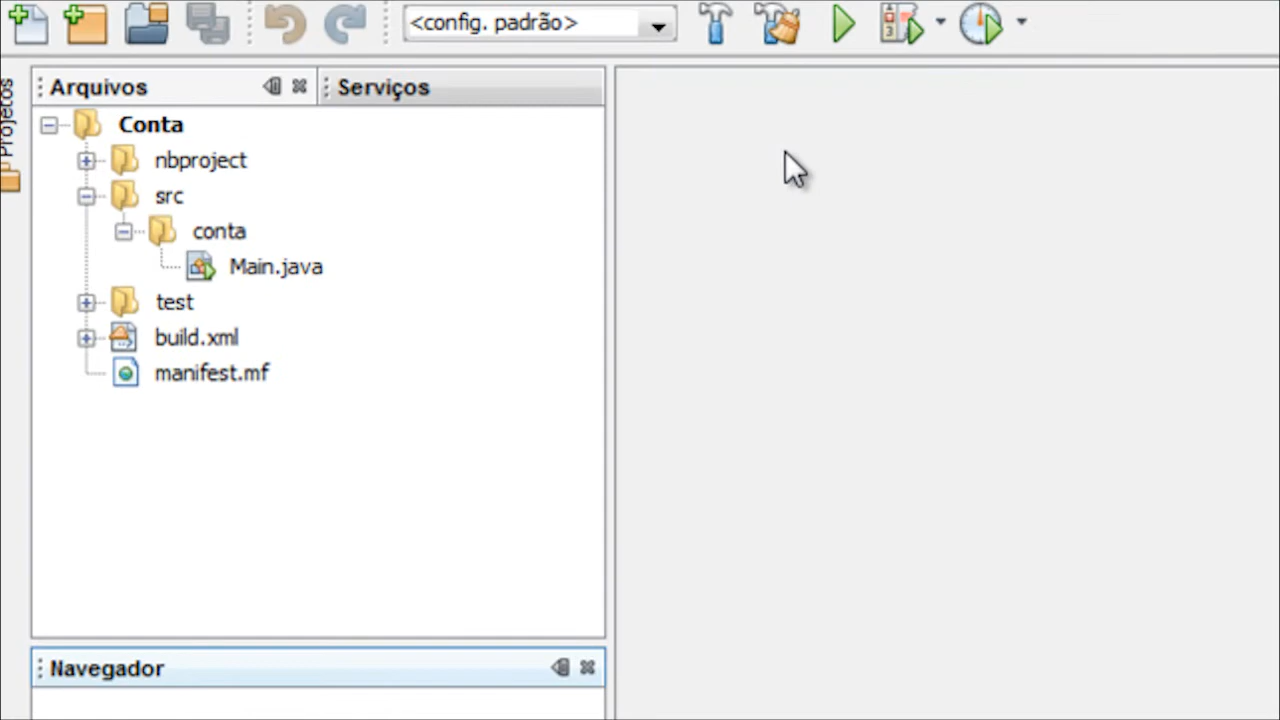 <config. padrão>
Projetos
Arquivos
Serviços
Conta
nbproject
src
conta
Main.java
test
build.xml
manifest.mf
Navegador